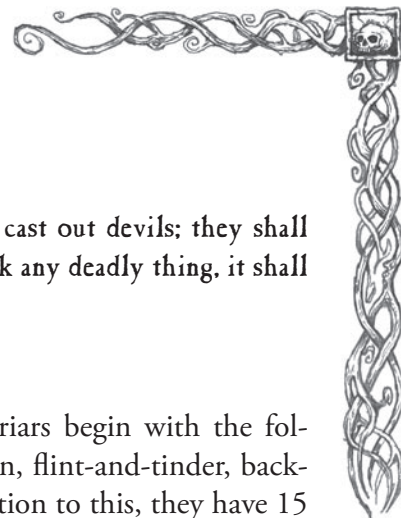 cast out devils; they shall
k any deadly thing, it shall
riars begin with the fol-
n, flint-and-tinder, back-
tion to this, they have 15